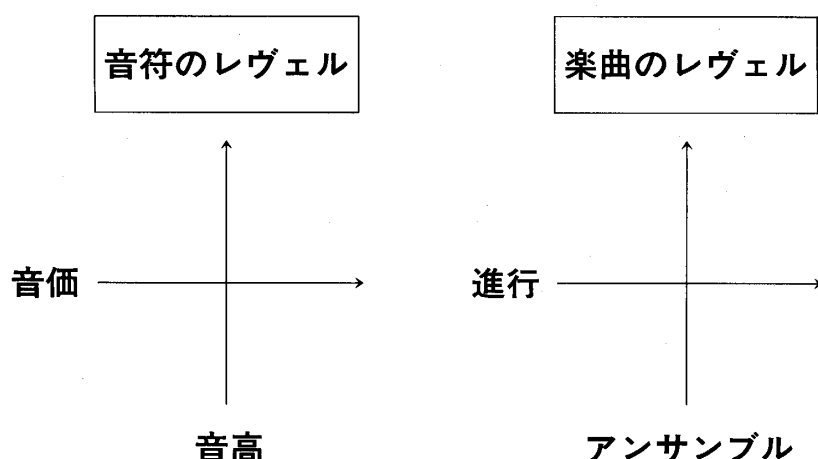 音符のレヴェル
楽曲のレヴェル
音価
進行
音高
アンサンブル